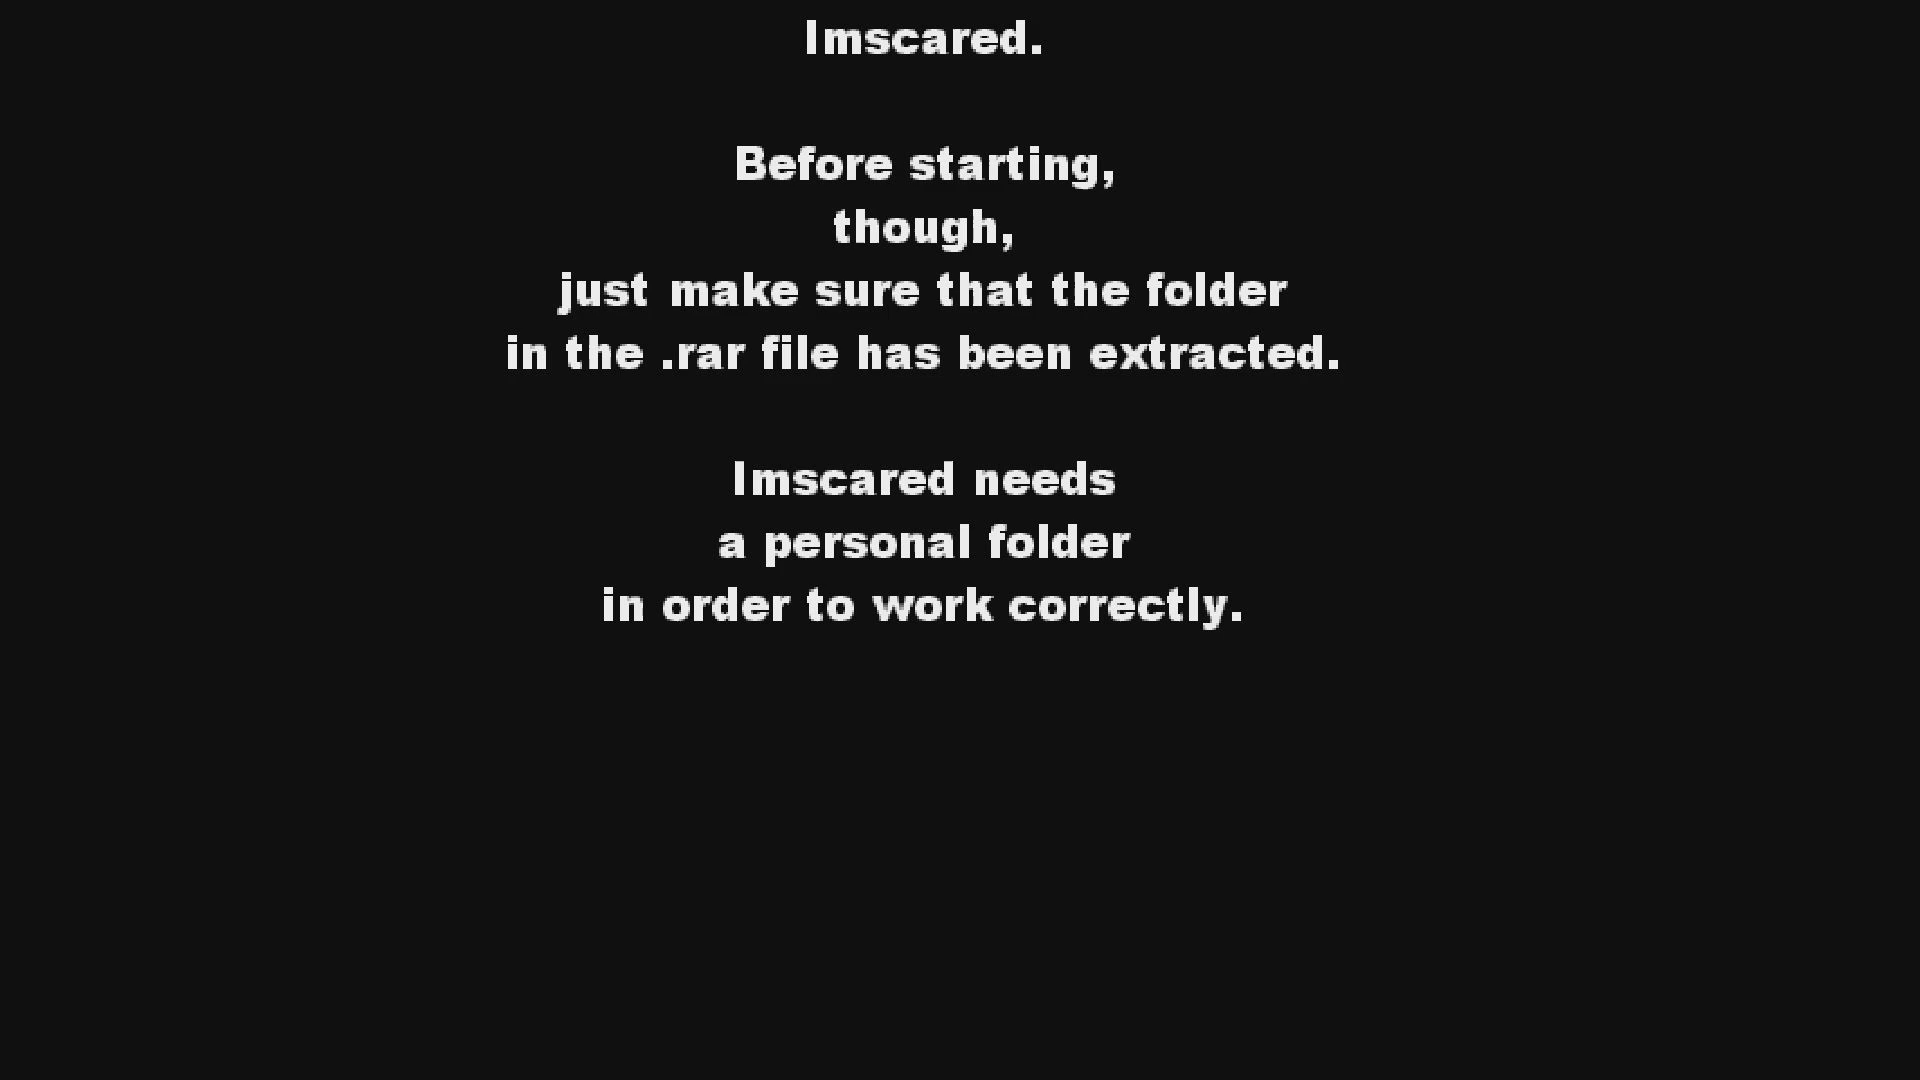 Imscared.
Before starting,
though,
just make sure that the folder
in the .rar file has been extracted.
Imscared needs
a personal folder
in order to work correctly.